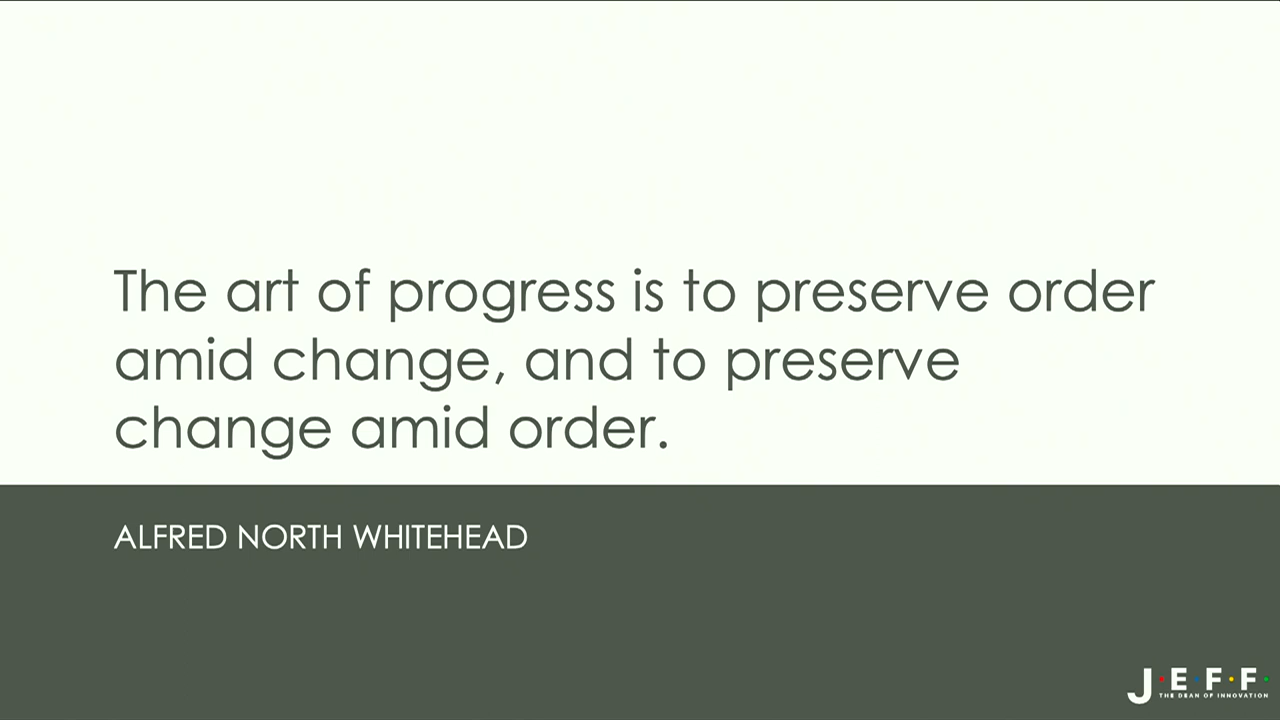 The art of progress is to preserve order
amid change, and to preserve
change amid order.
ALFRED NORTH WHITEHEAD
J·E·F·F·
THE DEAN OF INNOVATION